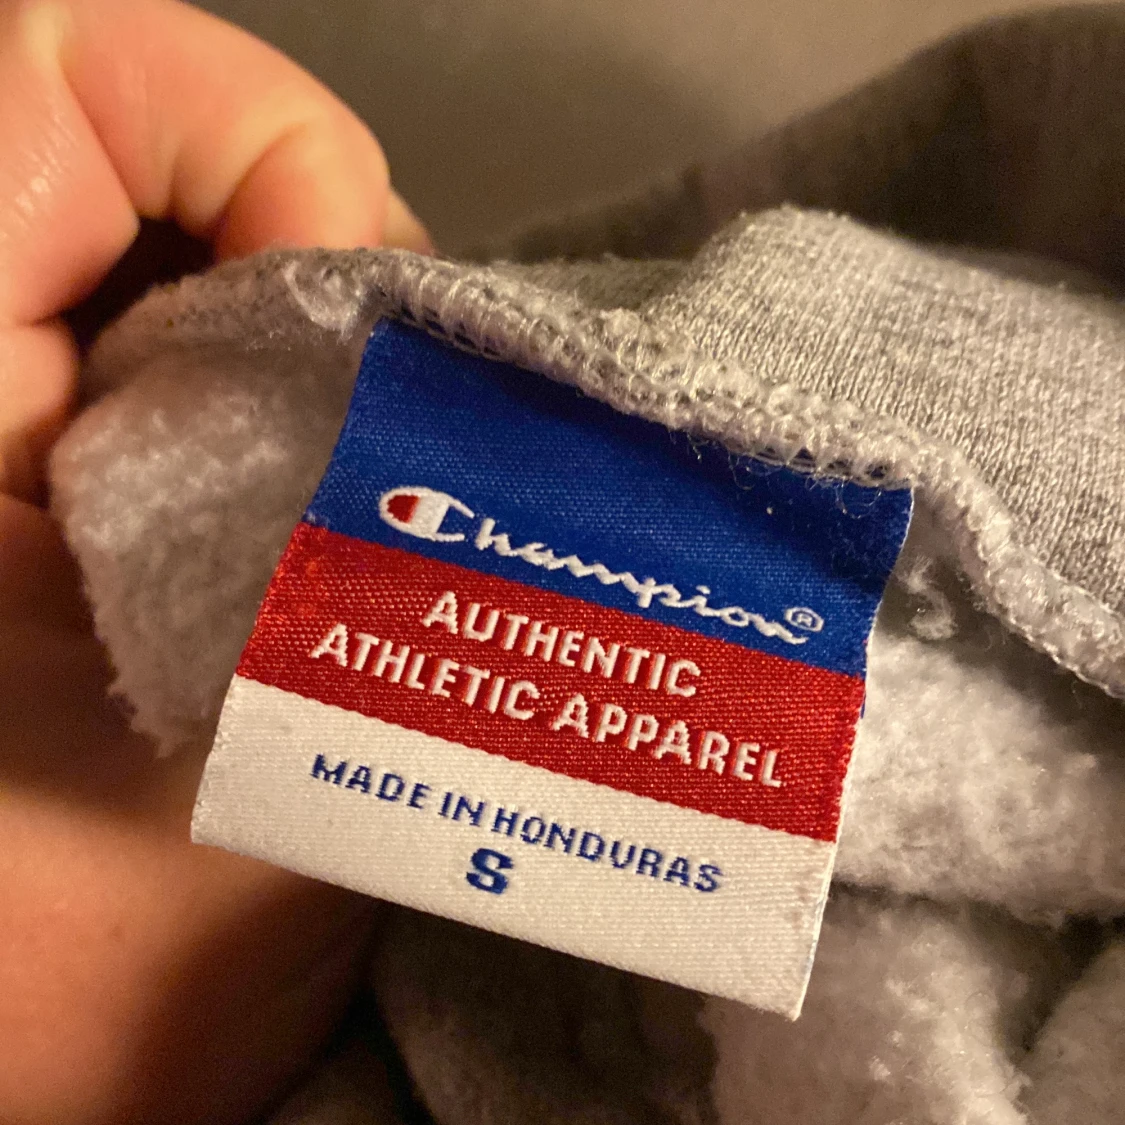 Champion®
AUTHENTIC
ATHLETIC APPAREL
MADE IN HONDURAS
S